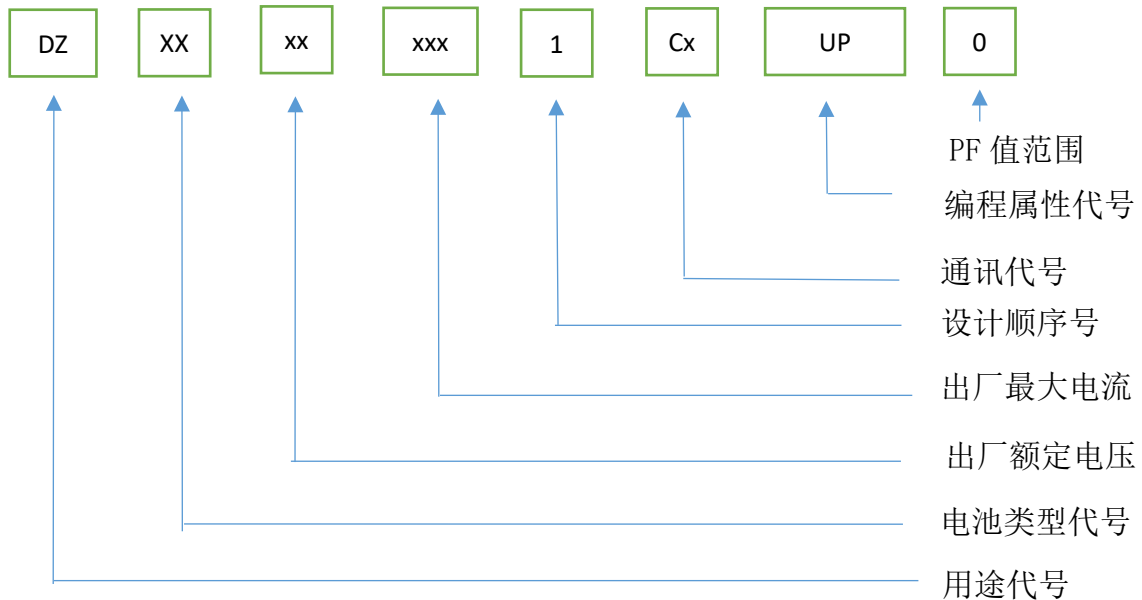 DZ XX xx xxx 1 Cx UP 0
PF 值范围
编程属性代号
通讯代号
设计顺序号
出厂最大电流
出厂额定电压
电池类型代号
用途代号